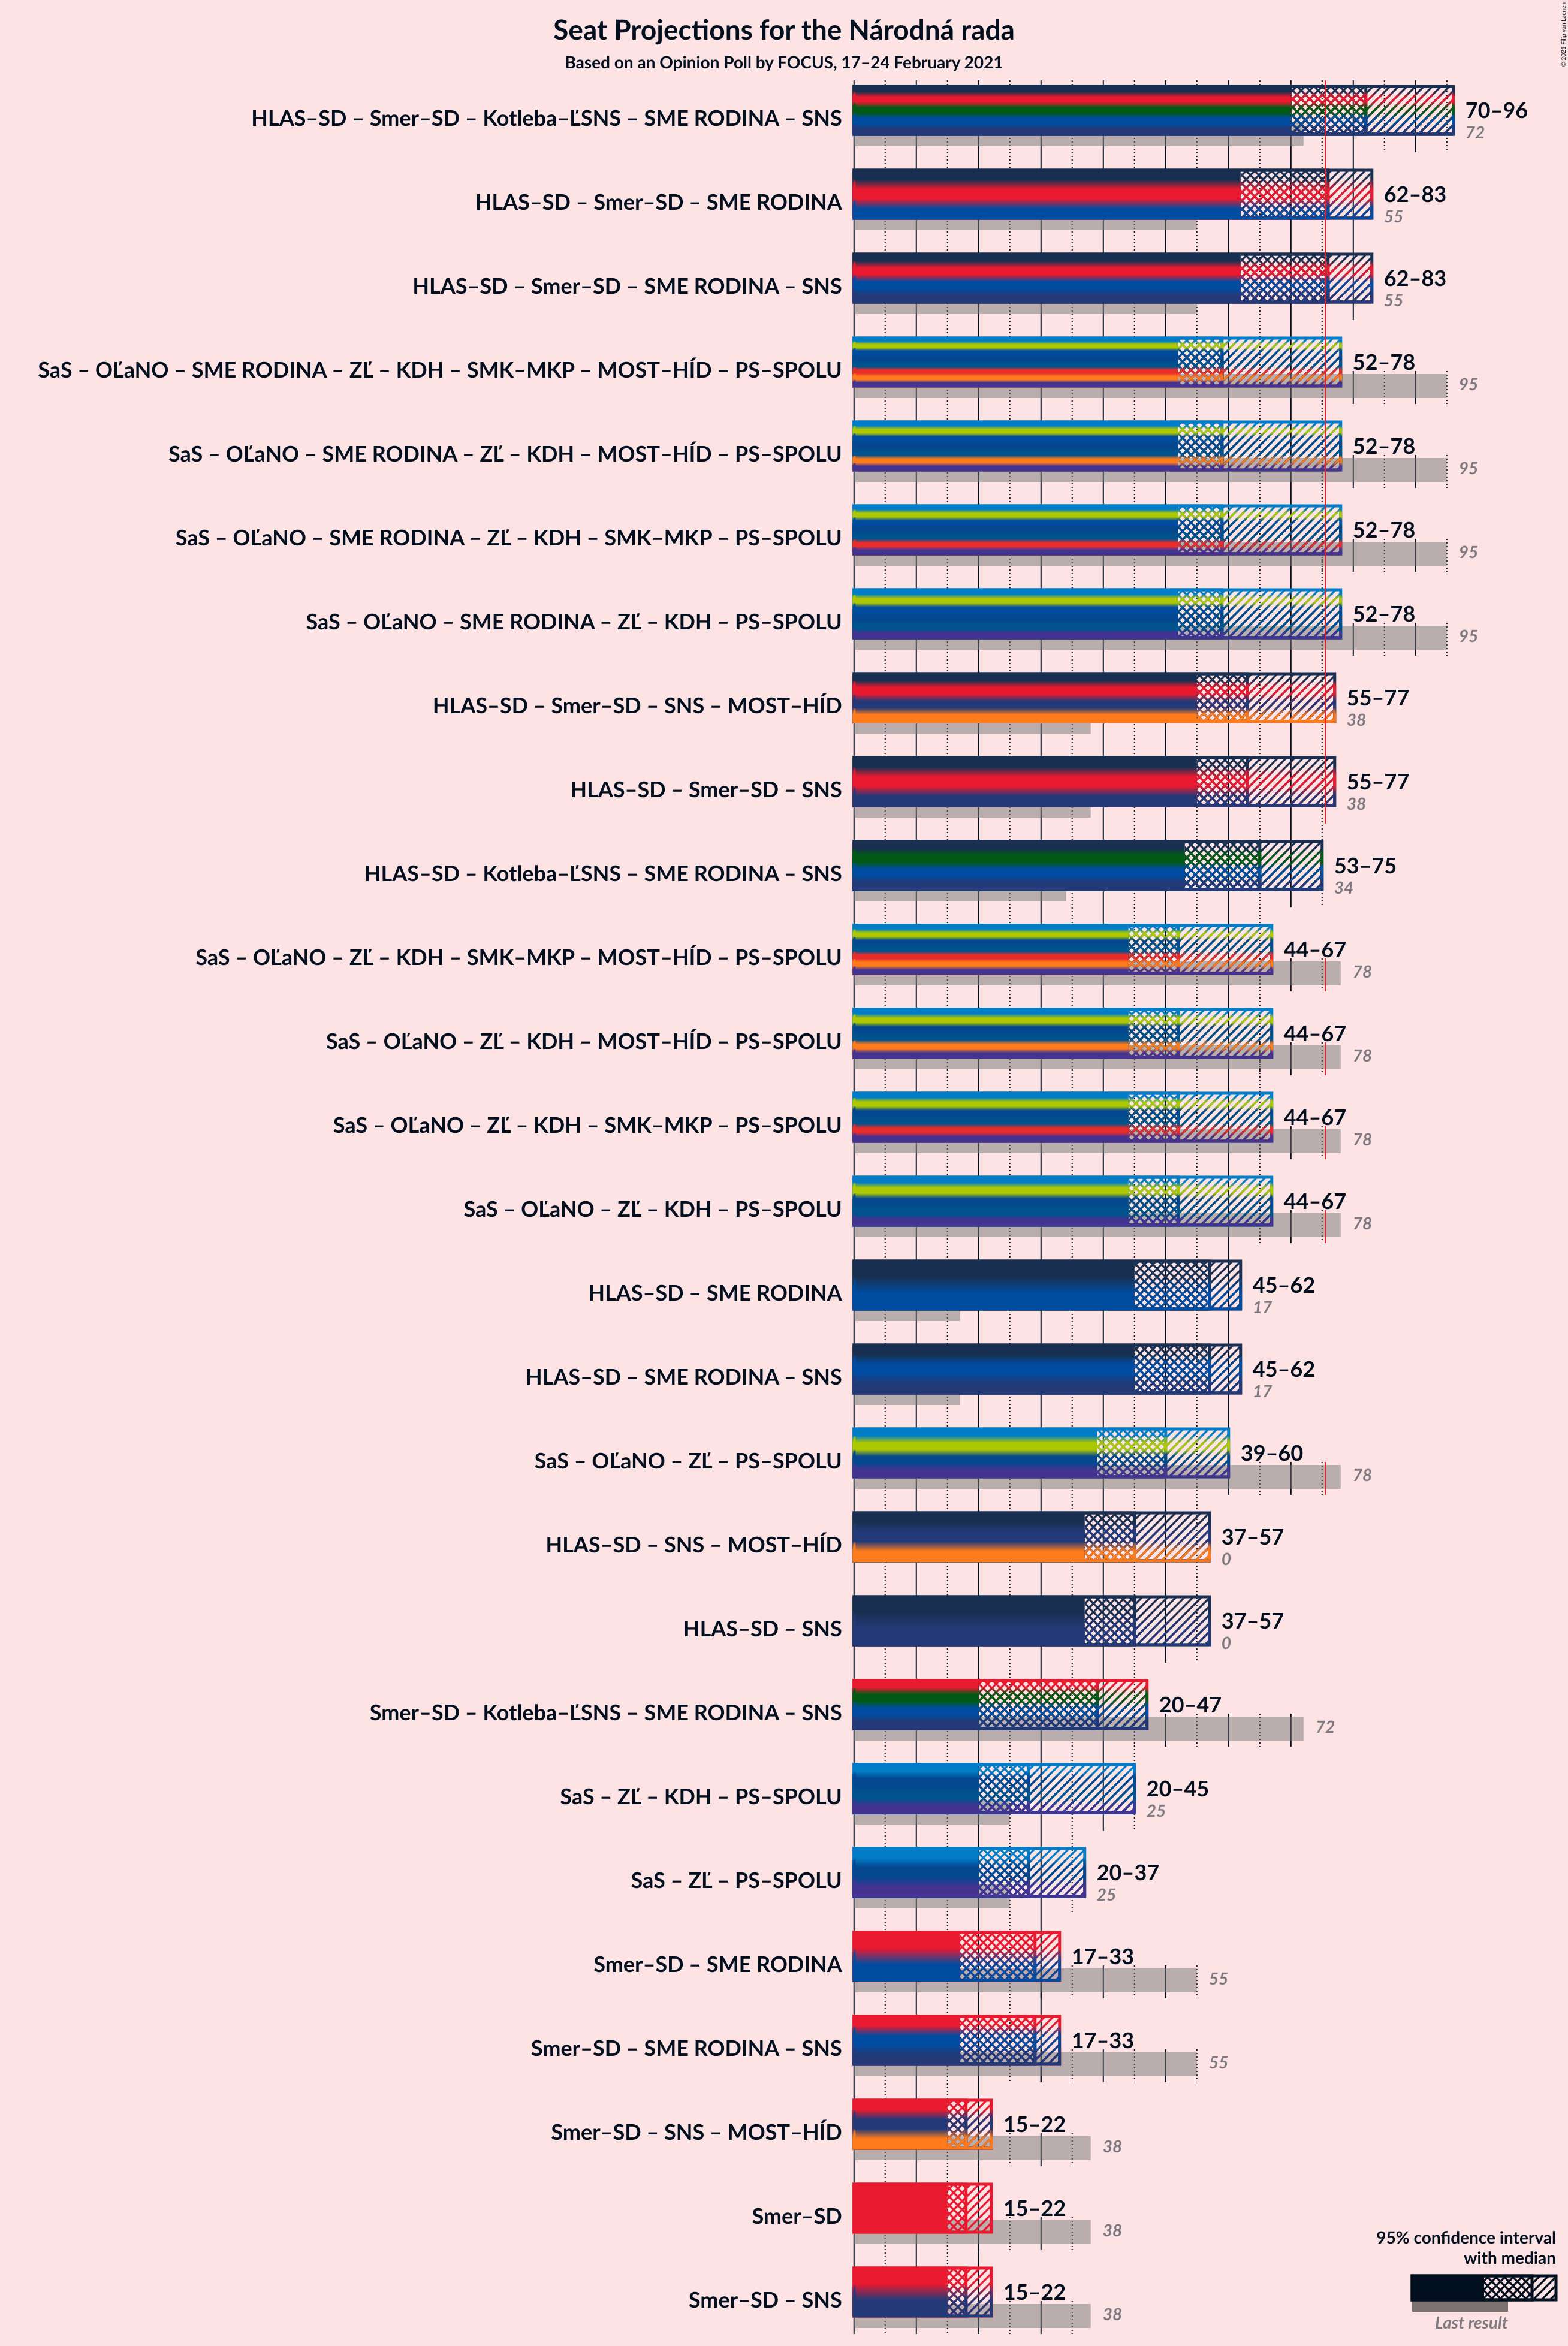 Seat Projections for the Národná rada
Based on an Opinion Poll by FOCUS, 17–24 February 2021
© 2021 Filip van Laenen
HLAS–SD – Smer–SD – Kotleba–ĽSNS – SME RODINA – SNS
70–96
72
HLAS–SD – Smer–SD – SME RODINA
62–83
55
HLAS–SD – Smer–SD – SME RODINA – SNS
62–83
55
SaS – OĽaNO – SME RODINA – ZĽ – KDH – SMK–MKP – MOST–HÍD – PS–SPOLU
52–78
95
SaS – OĽaNO – SME RODINA – ZĽ – KDH – MOST–HÍD – PS–SPOLU
52–78
95
SaS – OĽaNO – SME RODINA – ZĽ – KDH – SMK–MKP – PS–SPOLU
52–78
95
SaS – OĽaNO – SME RODINA – ZĽ – KDH – PS–SPOLU
52–78
95
HLAS–SD – Smer–SD – SNS – MOST–HÍD
55–77
38
HLAS–SD – Smer–SD – SNS
55–77
38
HLAS–SD – Kotleba–ĽSNS – SME RODINA – SNS
53–75
34
SaS – OĽaNO – ZĽ – KDH – SMK–MKP – MOST–HÍD – PS–SPOLU
44–67
78
SaS – OĽaNO – ZĽ – KDH – MOST–HÍD – PS–SPOLU
44–67
78
SaS – OĽaNO – ZĽ – KDH – SMK–MKP – PS–SPOLU
44–67
78
SaS – OĽaNO – ZĽ – KDH – PS–SPOLU
44–67
78
HLAS–SD – SME RODINA
45–62
17
HLAS–SD – SME RODINA – SNS
45–62
17
SaS – OĽaNO – ZĽ – PS–SPOLU
39–60
78
HLAS–SD – SNS – MOST–HÍD
37–57
0
HLAS–SD – SNS
37–57
0
Smer–SD – Kotleba–ĽSNS – SME RODINA – SNS
20–47
72
SaS – ZĽ – KDH – PS–SPOLU
20–45
25
SaS – ZĽ – PS–SPOLU
20–37
25
Smer–SD – SME RODINA
17–33
55
Smer–SD – SME RODINA – SNS
17–33
55
Smer–SD – SNS – MOST–HÍD
15–22
38
Smer–SD
15–22
38
Smer–SD – SNS
15–22
38
95% confidence interval
with median
Last result